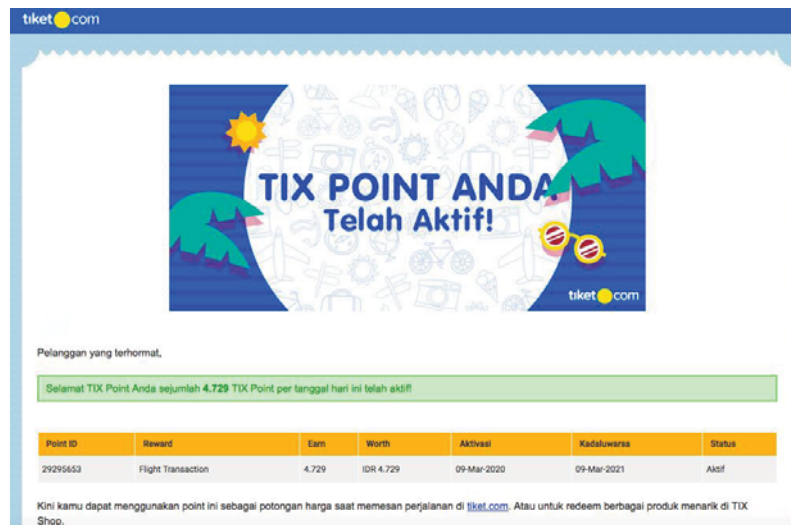 tiket com
TIX POINT ANDA
Telah Aktif!
tiket com
Pelanggan yang terhormat,
Selamat TIX Point Anda sejumlah 4.729 TIX Point per tanggal hari ini telah aktif!
Point ID Reward Earn Worth Aktivasi Kadaluwarsa Status
29295653 Flight Transaction 4.729 IDR 4.729 09-Mar-2020 09-Mar-2021 Aktif
Kini kamu dapat menggunakan point ini sebagai potongan harga saat memesan perjalanan di tiket.com. Atau untuk redeem berbagai produk menarik di TIX
Shop.